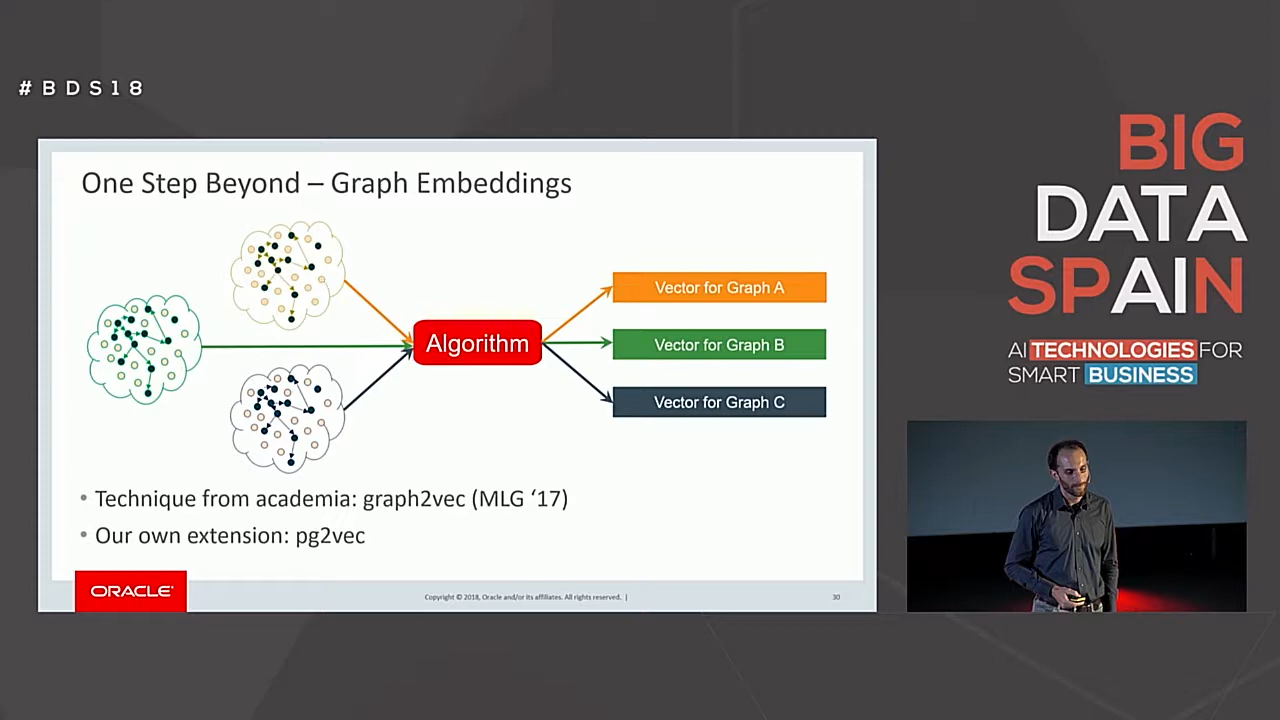 #BDS18
One Step Beyond – Graph Embeddings
Algorithm
Vector for Graph A
Vector for Graph B
Vector for Graph C
• Technique from academia: graph2vec (MLG ‘17)
• Our own extension: pg2vec
ORACLE®
Copyright © 2018, Oracle and/or its affiliates. All rights reserved. |
30
BIG
DATA
SPAIN
AI TECHNOLOGIES FOR
SMART BUSINESS